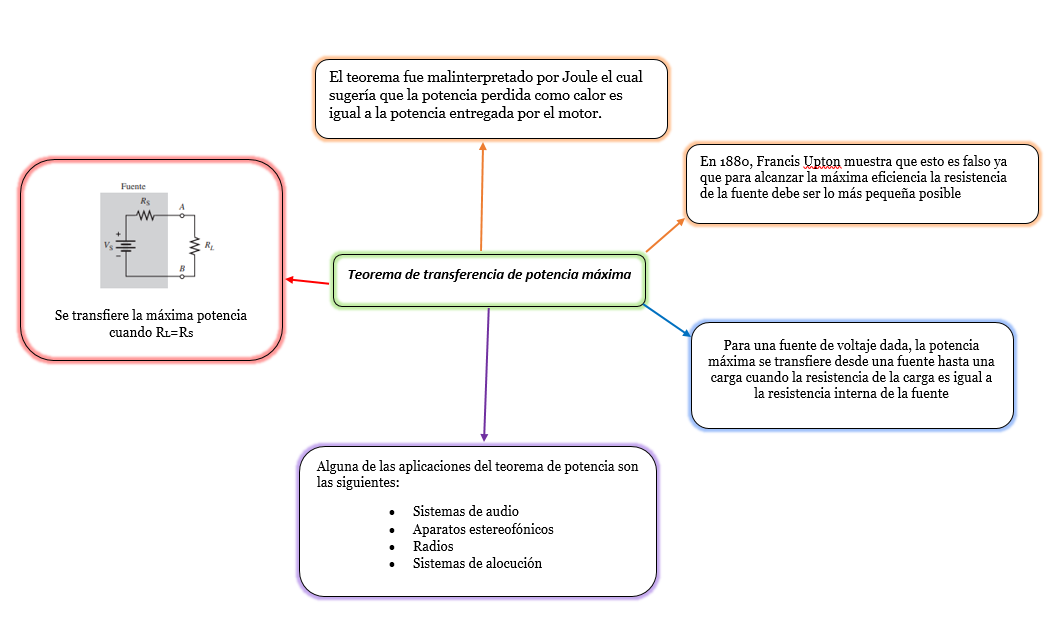 El teorema fue malinterpretado por Joule el cual
sugería que la potencia perdida como calor es
igual a la potencia entregada por el motor.
En 1880, Francis Upton muestra que esto es falso ya
que para alcanzar la máxima eficiencia la resistencia
de la fuente debe ser lo más pequeña posible
Fuente
RS
A
+
VS
−
RL
B
Se transfiere la máxima potencia
cuando RL=RS
Teorema de transferencia de potencia máxima
Para una fuente de voltaje dada, la potencia
máxima se transfiere desde una fuente hasta una
carga cuando la resistencia de la carga es igual a
la resistencia interna de la fuente
Alguna de las aplicaciones del teorema de potencia son
las siguientes:
• Sistemas de audio
• Aparatos estereofónicos
• Radios
• Sistemas de alocución